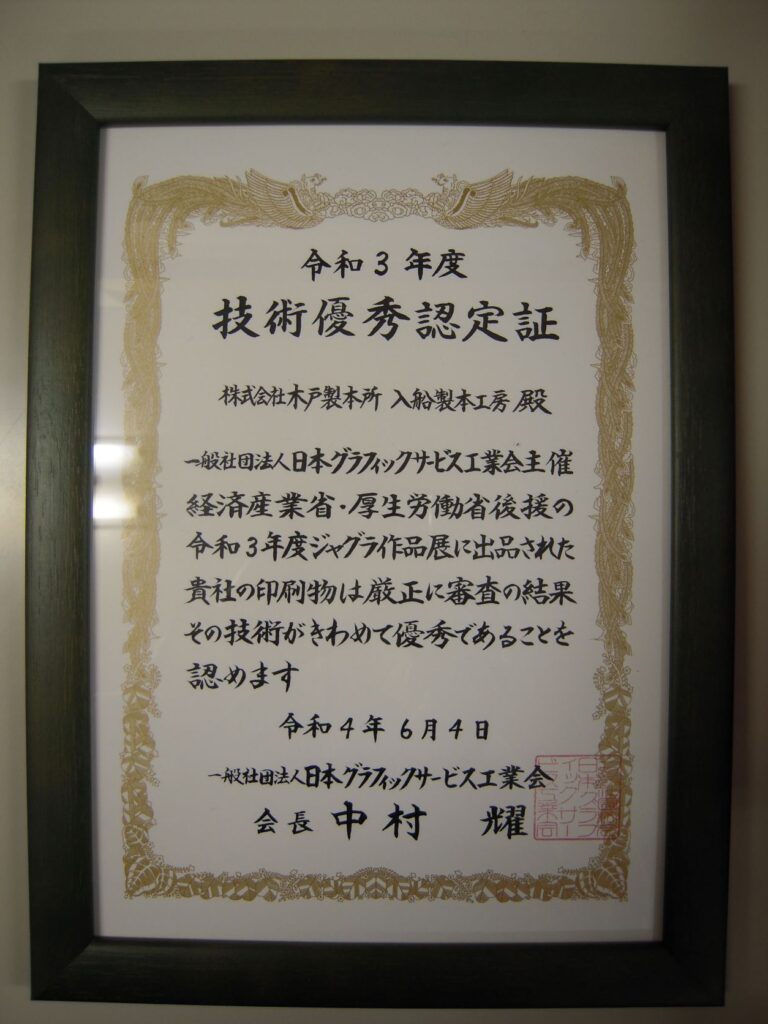 令和3年度
技術優秀認定証
株式会社木戸製本所 入船製本工房 殿
一般社団法人日本グラフィックサービス工業会主催
経済産業省・厚生労働省後援の
令和3年度ジャグラ作品展に出品された
貴社の印刷物は厳正に審査の結果
その技術がきわめて優秀であることを
認めます
令和4年6月4日
一般社団法人日本グラフィックサービス工業会
会長 中村 耀